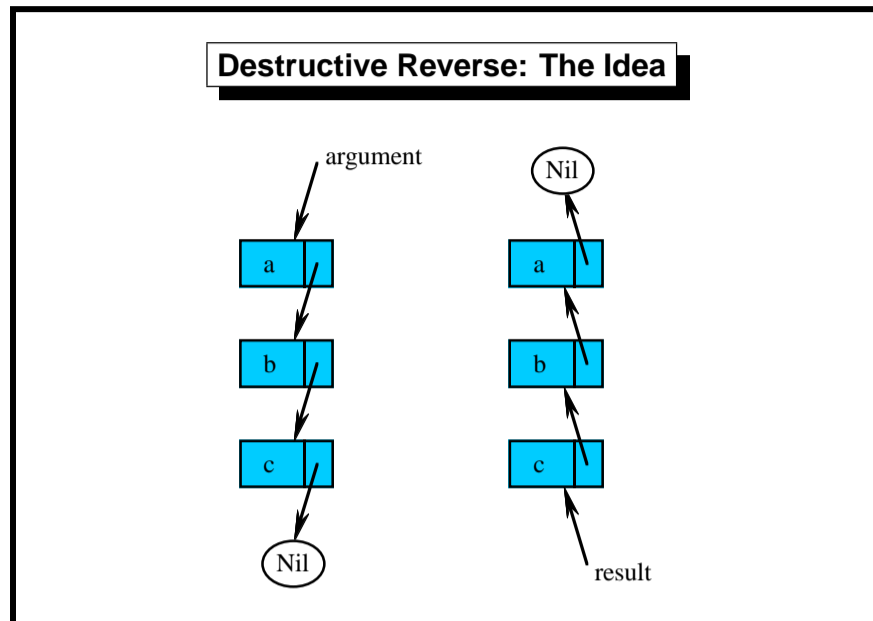 Destructive Reverse: The Idea
argument
a
b
c
Nil
Nil
a
b
c
result